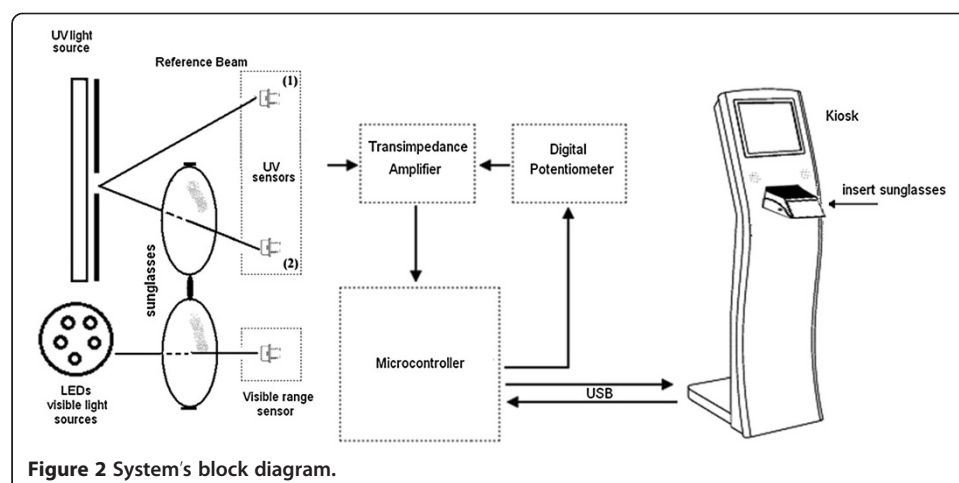 UV light
source
Reference Beam
(1)
UV
sensors
(2)
sunglasses
LEDs
visible light
sources
Visible range
sensor
Transimpedance
Amplifier
Digital
Potentiometer
Microcontroller
USB
Kiosk
insert sunglasses
Figure 2 System's block diagram.